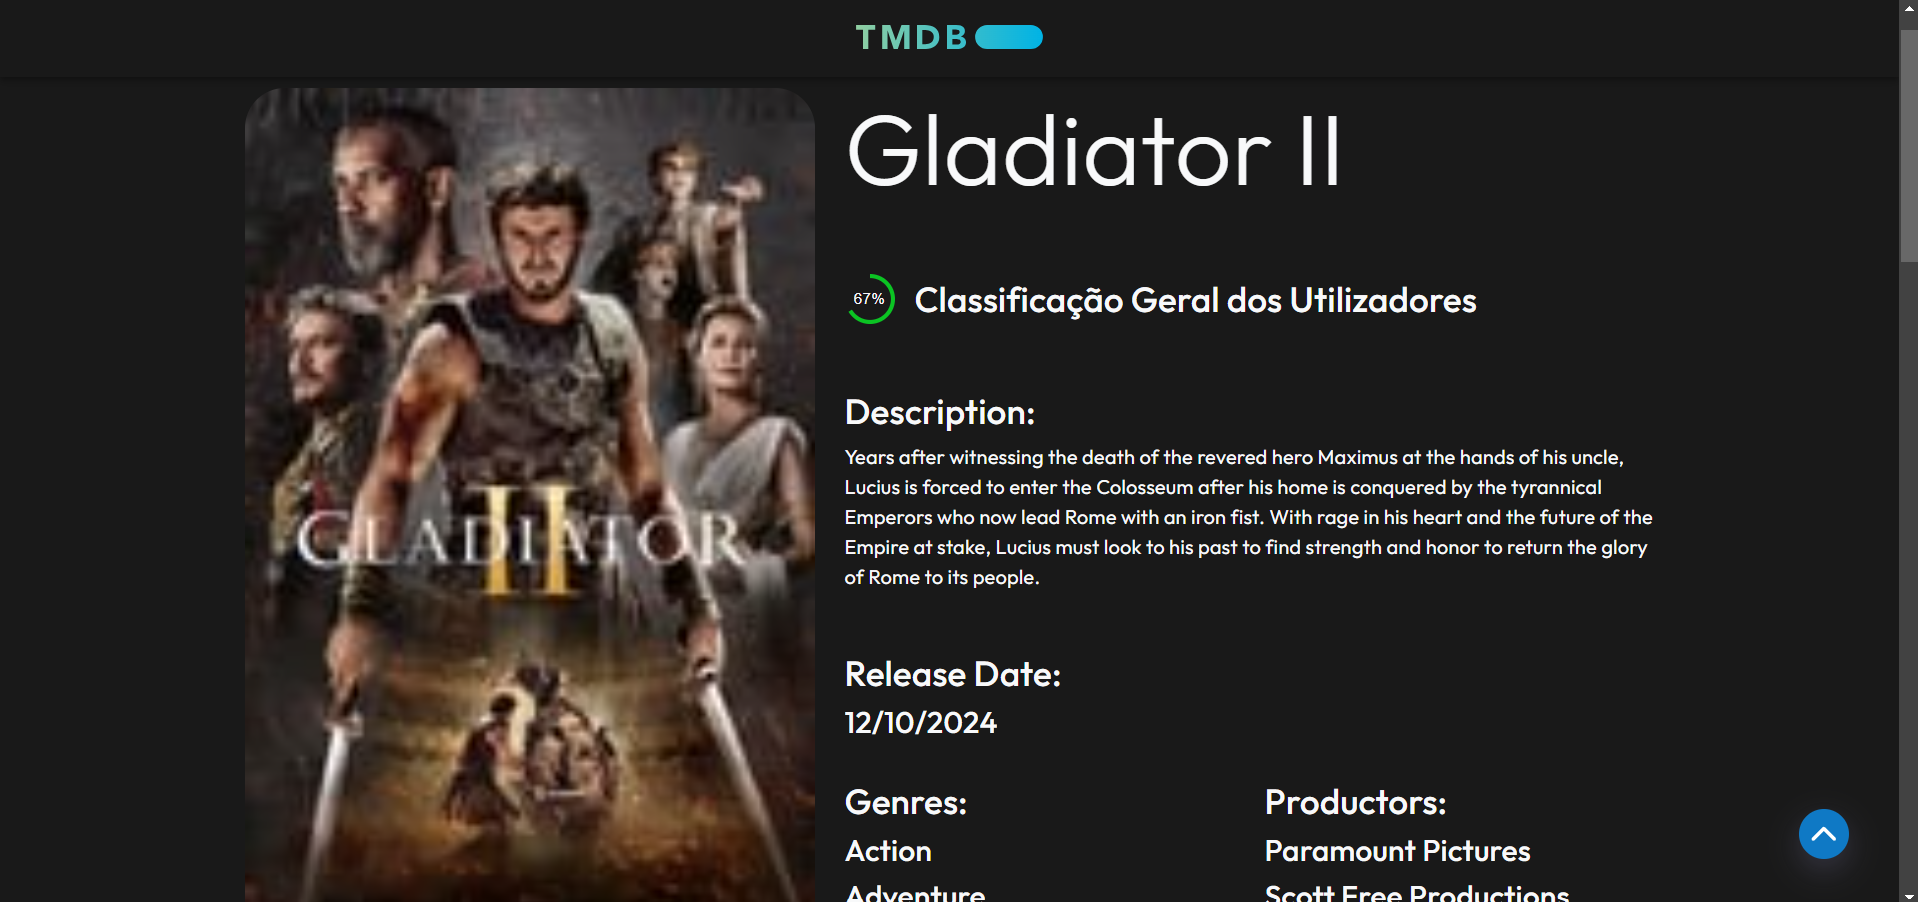 TMDB
Gladiator II
67%
Classificação Geral dos Utilizadores
GLADIATOR
II
Description:
Years after witnessing the death of the revered hero Maximus at the hands of his uncle,
Lucius is forced to enter the Colosseum after his home is conquered by the tyrannical
Emperors who now lead Rome with an iron fist. With rage in his heart and the future of the
Empire at stake, Lucius must look to his past to find strength and honor to return the glory
of Rome to its people.
Release Date:
12/10/2024
Genres:
Action
Adventure
Productors:
Paramount Pictures
Scott Free Productions